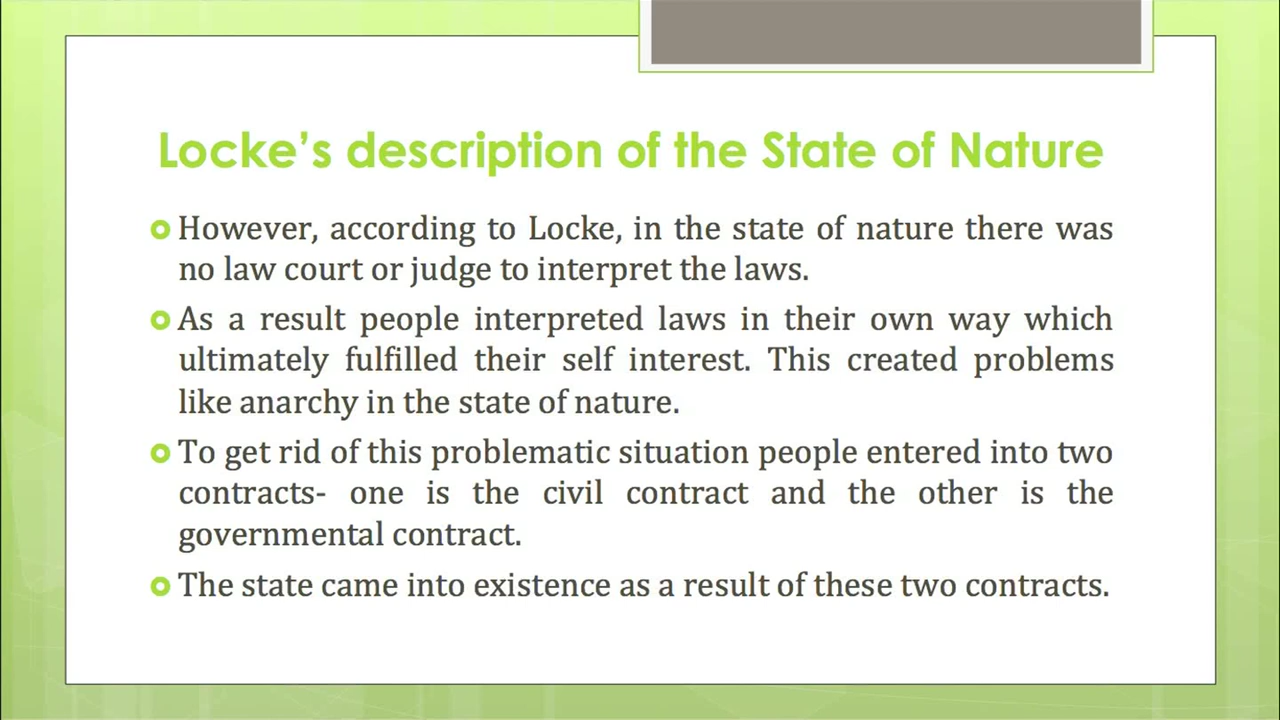 Locke’s description of the State of Nature
However, according to Locke, in the state of nature there was
no law court or judge to interpret the laws.
As a result people interpreted laws in their own way which
ultimately fulfilled their self interest. This created problems
like anarchy in the state of nature.
To get rid of this problematic situation people entered into two
contracts- one is the civil contract and the other is the
governmental contract.
The state came into existence as a result of these two contracts.